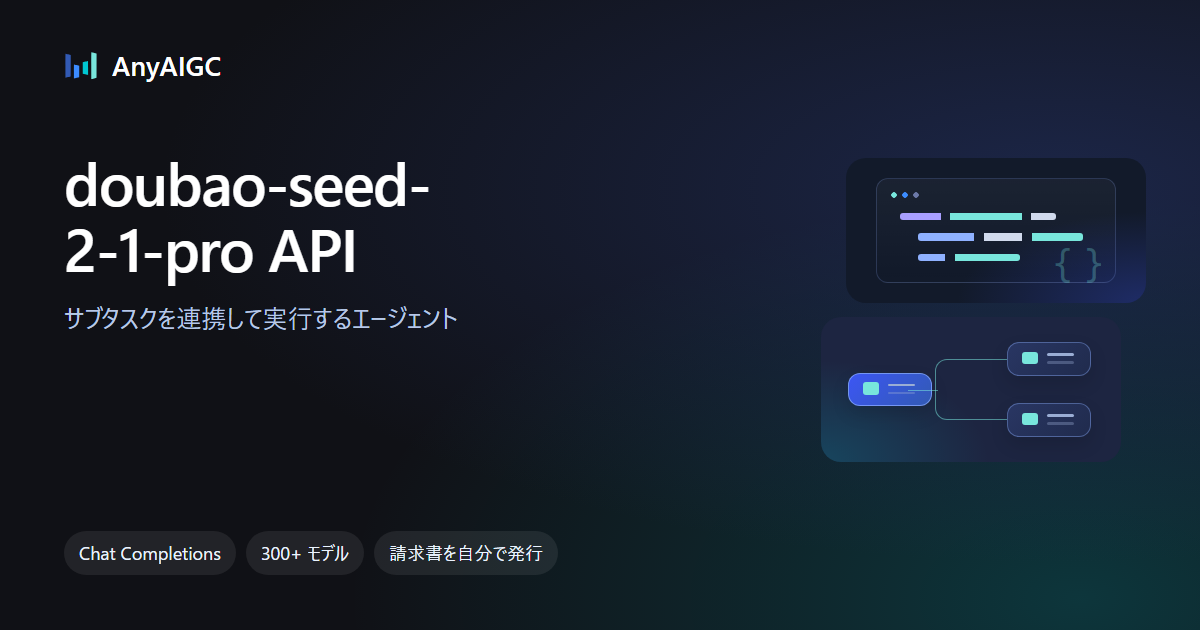 AnyAIGC
doubao-seed-
2-1-pro API
サブタスクを連携して実行するエージェント
{ }
Chat Completions
300+ モデル
請求書を自分で発行